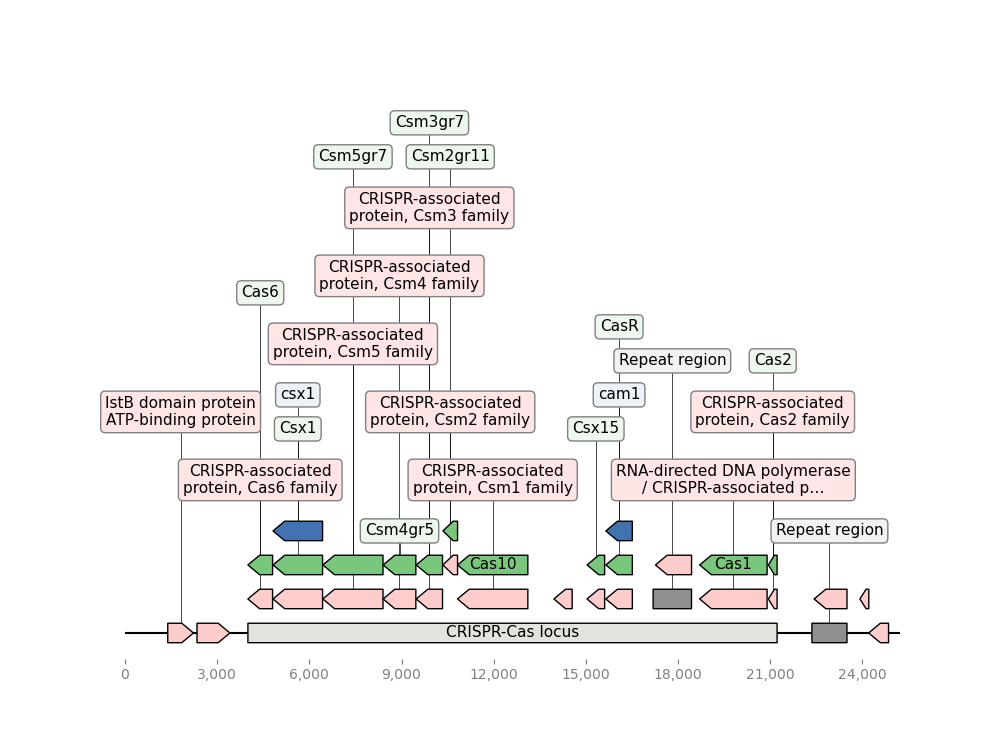 Csm3gr7
Csm5gr7
Csm2gr11
CRISPR-associated
protein, Csm3 family
CRISPR-associated
protein, Csm4 family
Cas6
CasR
CRISPR-associated
protein, Csm5 family
Repeat region
Cas2
csx1
cam1
IstB domain protein
ATP-binding protein
CRISPR-associated
protein, Csm2 family
CRISPR-associated
protein, Cas2 family
Csx1
Csx15
CRISPR-associated
protein, Cas6 family
CRISPR-associated
protein, Csm1 family
RNA-directed DNA polymerase
/ CRISPR-associated p...
Csm4gr5
Repeat region
Cas10
Cas1
CRISPR-Cas locus
0 3,000 6,000 9,000 12,000 15,000 18,000 21,000 24,000